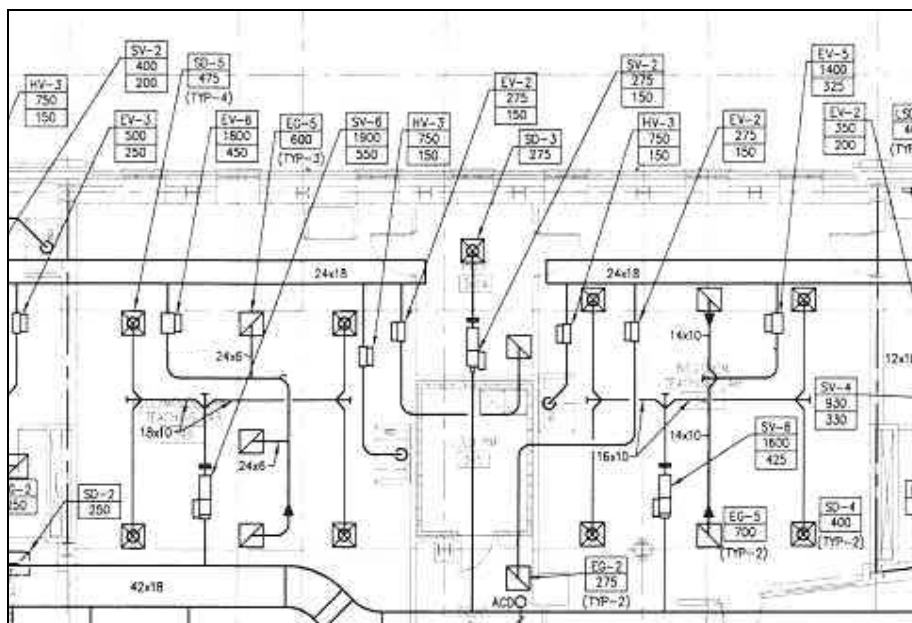 SV-2
400
200
SD-5
475
(TYP-4)
HV-3
750
150
EV-3
500
250
EV-6
1800
450
EG-5
600
(TYP-3)
SV-6
1900
550
HV-3
750
150
EV-2
275
150
SD-3
275
SV-2
275
150
HV-3
750
150
EV-2
275
150
EV-5
1400
325
EV-2
350
200
24x18
24x18
24x6
14x10
12x18
18x10
24x6
16x10
14x10
SV-4
930
330
SV-6
1600
425
250
SD-2
250
EG-5
700
(TYP-2)
SD-4
400
(TYP-2)
EG-2
275
(TYP-2)
42x18
ACD